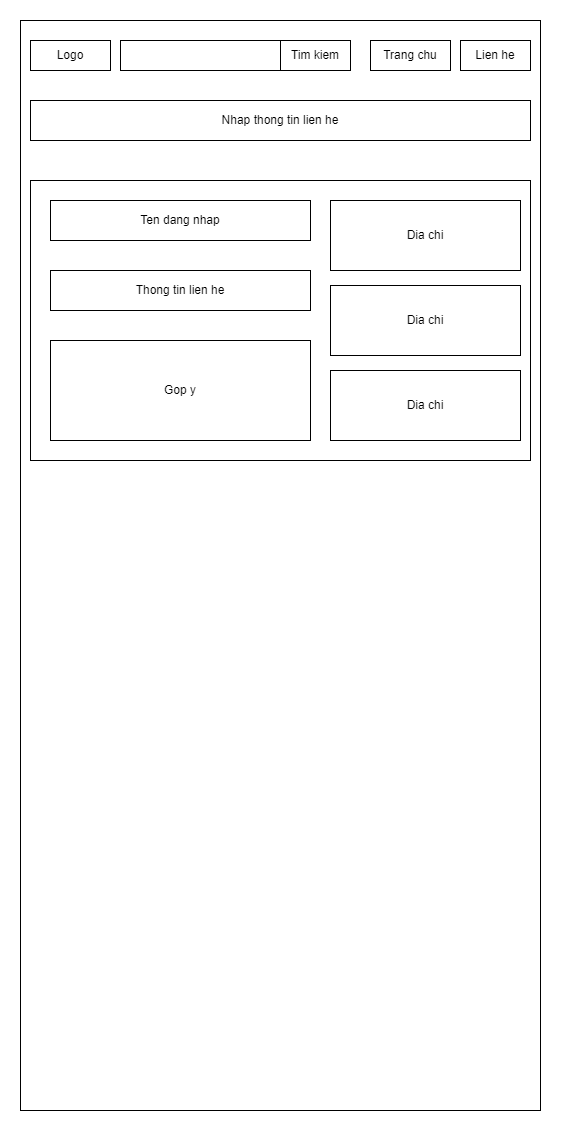 Logo
Tim kiem
Trang chu
Lien he
Nhap thong tin lien he
Ten dang nhap
Thong tin lien he
Gop y
Dia chi
Dia chi
Dia chi